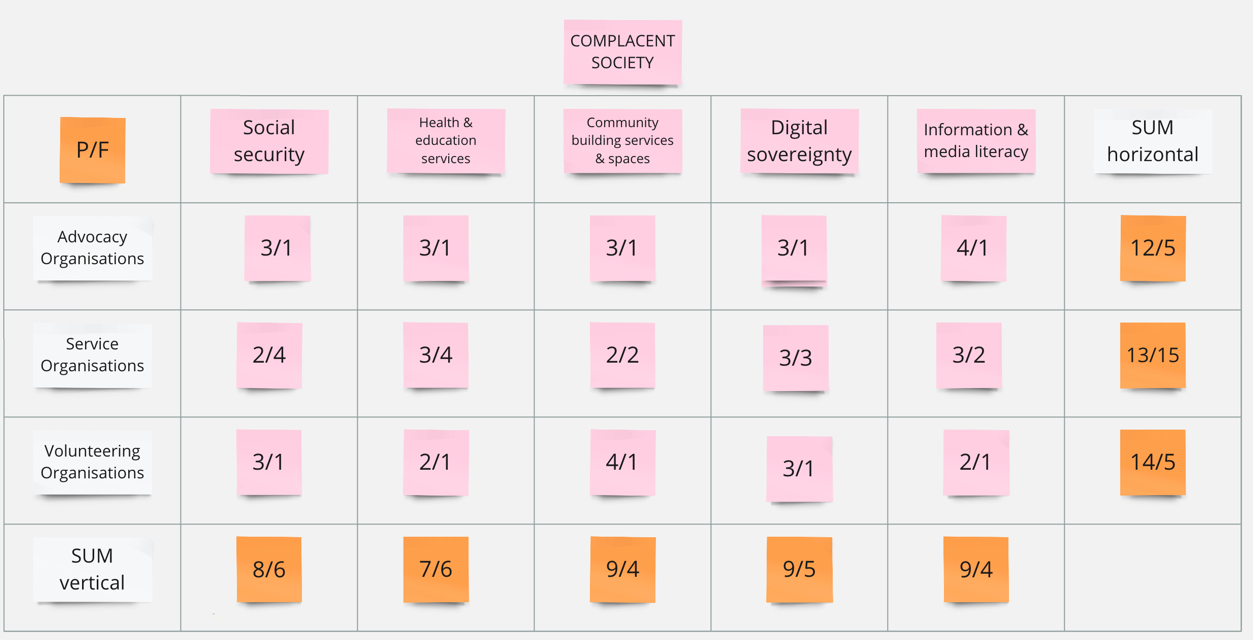 COMPLACENT
SOCIETY
P/F
Social
security
Health &
education
services
Community
building services
& spaces
Digital
sovereignty
Information &
media literacy
SUM
horizontal
Advocacy
Organisations
3/1
3/1
3/1
3/1
4/1
12/5
Service
Organisations
2/4
3/4
2/2
3/3
3/2
13/15
Volunteering
Organisations
3/1
2/1
4/1
3/1
2/1
14/5
SUM
vertical
8/6
7/6
9/4
9/5
9/4